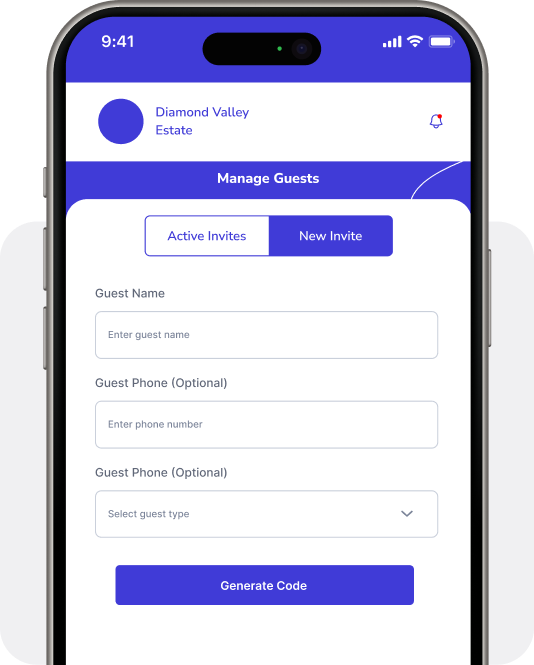 9:41
Diamond Valley
Estate
Manage Guests
Active Invites
New Invite
Guest Name
Enter guest name
Guest Phone (Optional)
Enter phone number
Guest Phone (Optional)
Select guest type
Generate Code